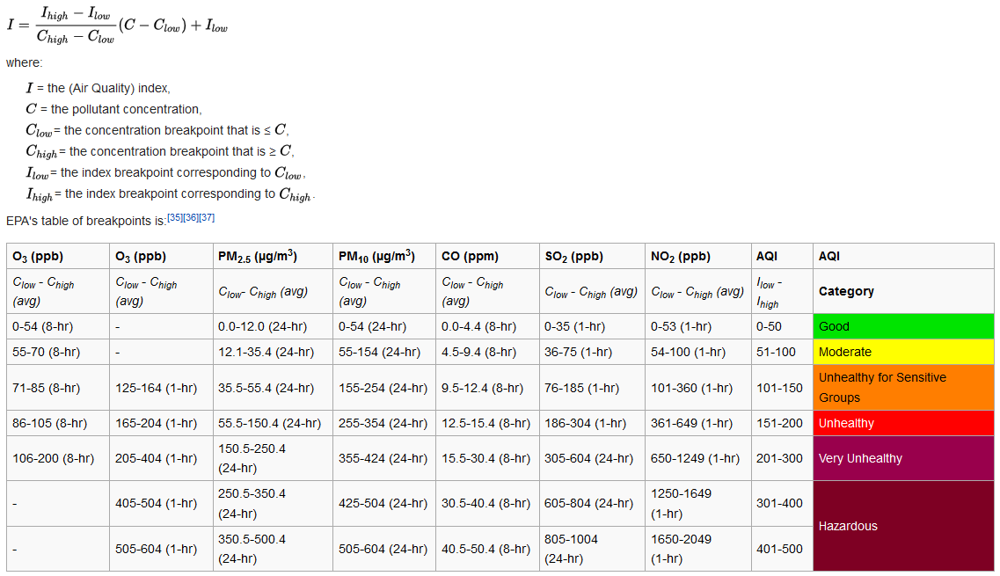 I = \frac{I_{high} - I_{low}}{C_{high} - C_{low}}(C - C_{low}) + I_{low}
where:
I = the (Air Quality) index,
C = the pollutant concentration,
C_{low} = the concentration breakpoint that is ≤ C,
C_{high} = the concentration breakpoint that is ≥ C,
I_{low} = the index breakpoint corresponding to C_{low},
I_{high} = the index breakpoint corresponding to C_{high}.
EPA's table of breakpoints is:[35][36][37]
O₃ (ppb) O₃ (ppb) PM₂.₅ (µg/m³) PM₁₀ (µg/m³) CO (ppm) SO₂ (ppb) NO₂ (ppb) AQI AQI
C_{low} - C_{high} (avg) C_{low} - C_{high} (avg) C_{low}- C_{high} (avg) C_{low} - C_{high} (avg) C_{low} - C_{high} (avg) C_{low} - C_{high} (avg) C_{low} - C_{high} (avg) I_{low} - I_{high} Category
0-54 (8-hr) - 0.0-12.0 (24-hr) 0-54 (24-hr) 0.0-4.4 (8-hr) 0-35 (1-hr) 0-53 (1-hr) 0-50 Good
55-70 (8-hr) - 12.1-35.4 (24-hr) 55-154 (24-hr) 4.5-9.4 (8-hr) 36-75 (1-hr) 54-100 (1-hr) 51-100 Moderate
71-85 (8-hr) 125-164 (1-hr) 35.5-55.4 (24-hr) 155-254 (24-hr) 9.5-12.4 (8-hr) 76-185 (1-hr) 101-360 (1-hr) 101-150 Unhealthy for Sensitive Groups
86-105 (8-hr) 165-204 (1-hr) 55.5-150.4 (24-hr) 255-354 (24-hr) 12.5-15.4 (8-hr) 186-304 (1-hr) 361-649 (1-hr) 151-200 Unhealthy
106-200 (8-hr) 205-404 (1-hr) 150.5-250.4 (24-hr) 355-424 (24-hr) 15.5-30.4 (8-hr) 305-604 (24-hr) 650-1249 (1-hr) 201-300 Very Unhealthy
- 405-504 (1-hr) 250.5-350.4 (24-hr) 425-504 (24-hr) 30.5-40.4 (8-hr) 605-804 (24-hr) 1250-1649 (1-hr) 301-400 Hazardous
- 505-604 (1-hr) 350.5-500.4 (24-hr) 505-604 (24-hr) 40.5-50.4 (8-hr) 805-1004 (24-hr) 1650-2049 (1-hr) 401-500